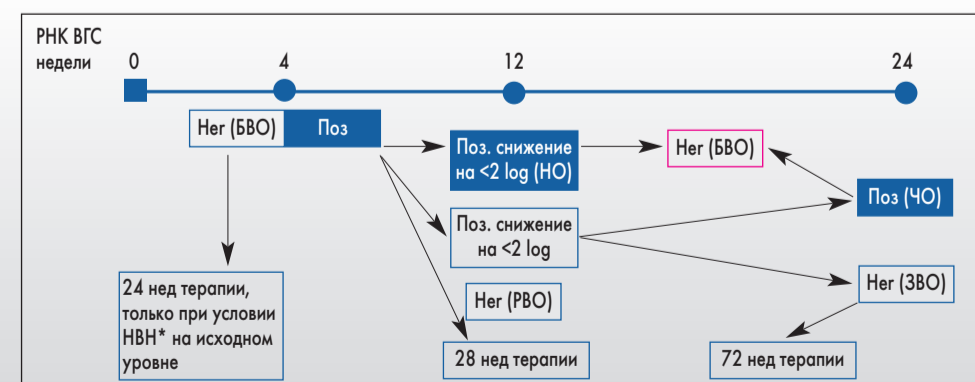 РНК ВГС
недели
0
4
12
24
Нег (БВО)
Поз
Поз. снижение
на <2 log (НО)
Нег (БВО)
Поз (ЧО)
Поз. снижение
на <2 log
24 нед терапии,
только при условии
НВН* на исходном
уровне
Нег (РВО)
Нег (ЗВО)
28 нед терапии
72 нед терапии